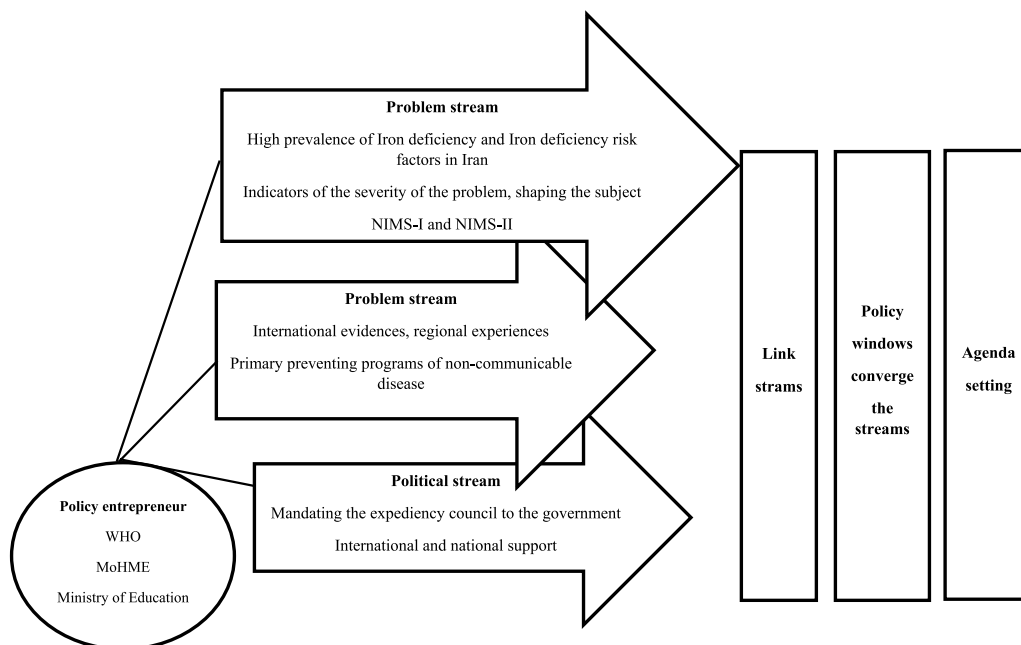 Problem stream
High prevalence of Iron deficiency and Iron deficiency risk
factors in Iran
Indicators of the severity of the problem, shaping the subject
NIMS-I and NIMS-II
Problem stream
International evidences, regional experiences
Primary preventing programs of non-communicable
disease
Political stream
Mandating the expediency council to the government
International and national support
Policy entrepreneur
WHO
MoHME
Ministry of Education
Link
strams
Policy
windows
converge
the
streams
Agenda
setting